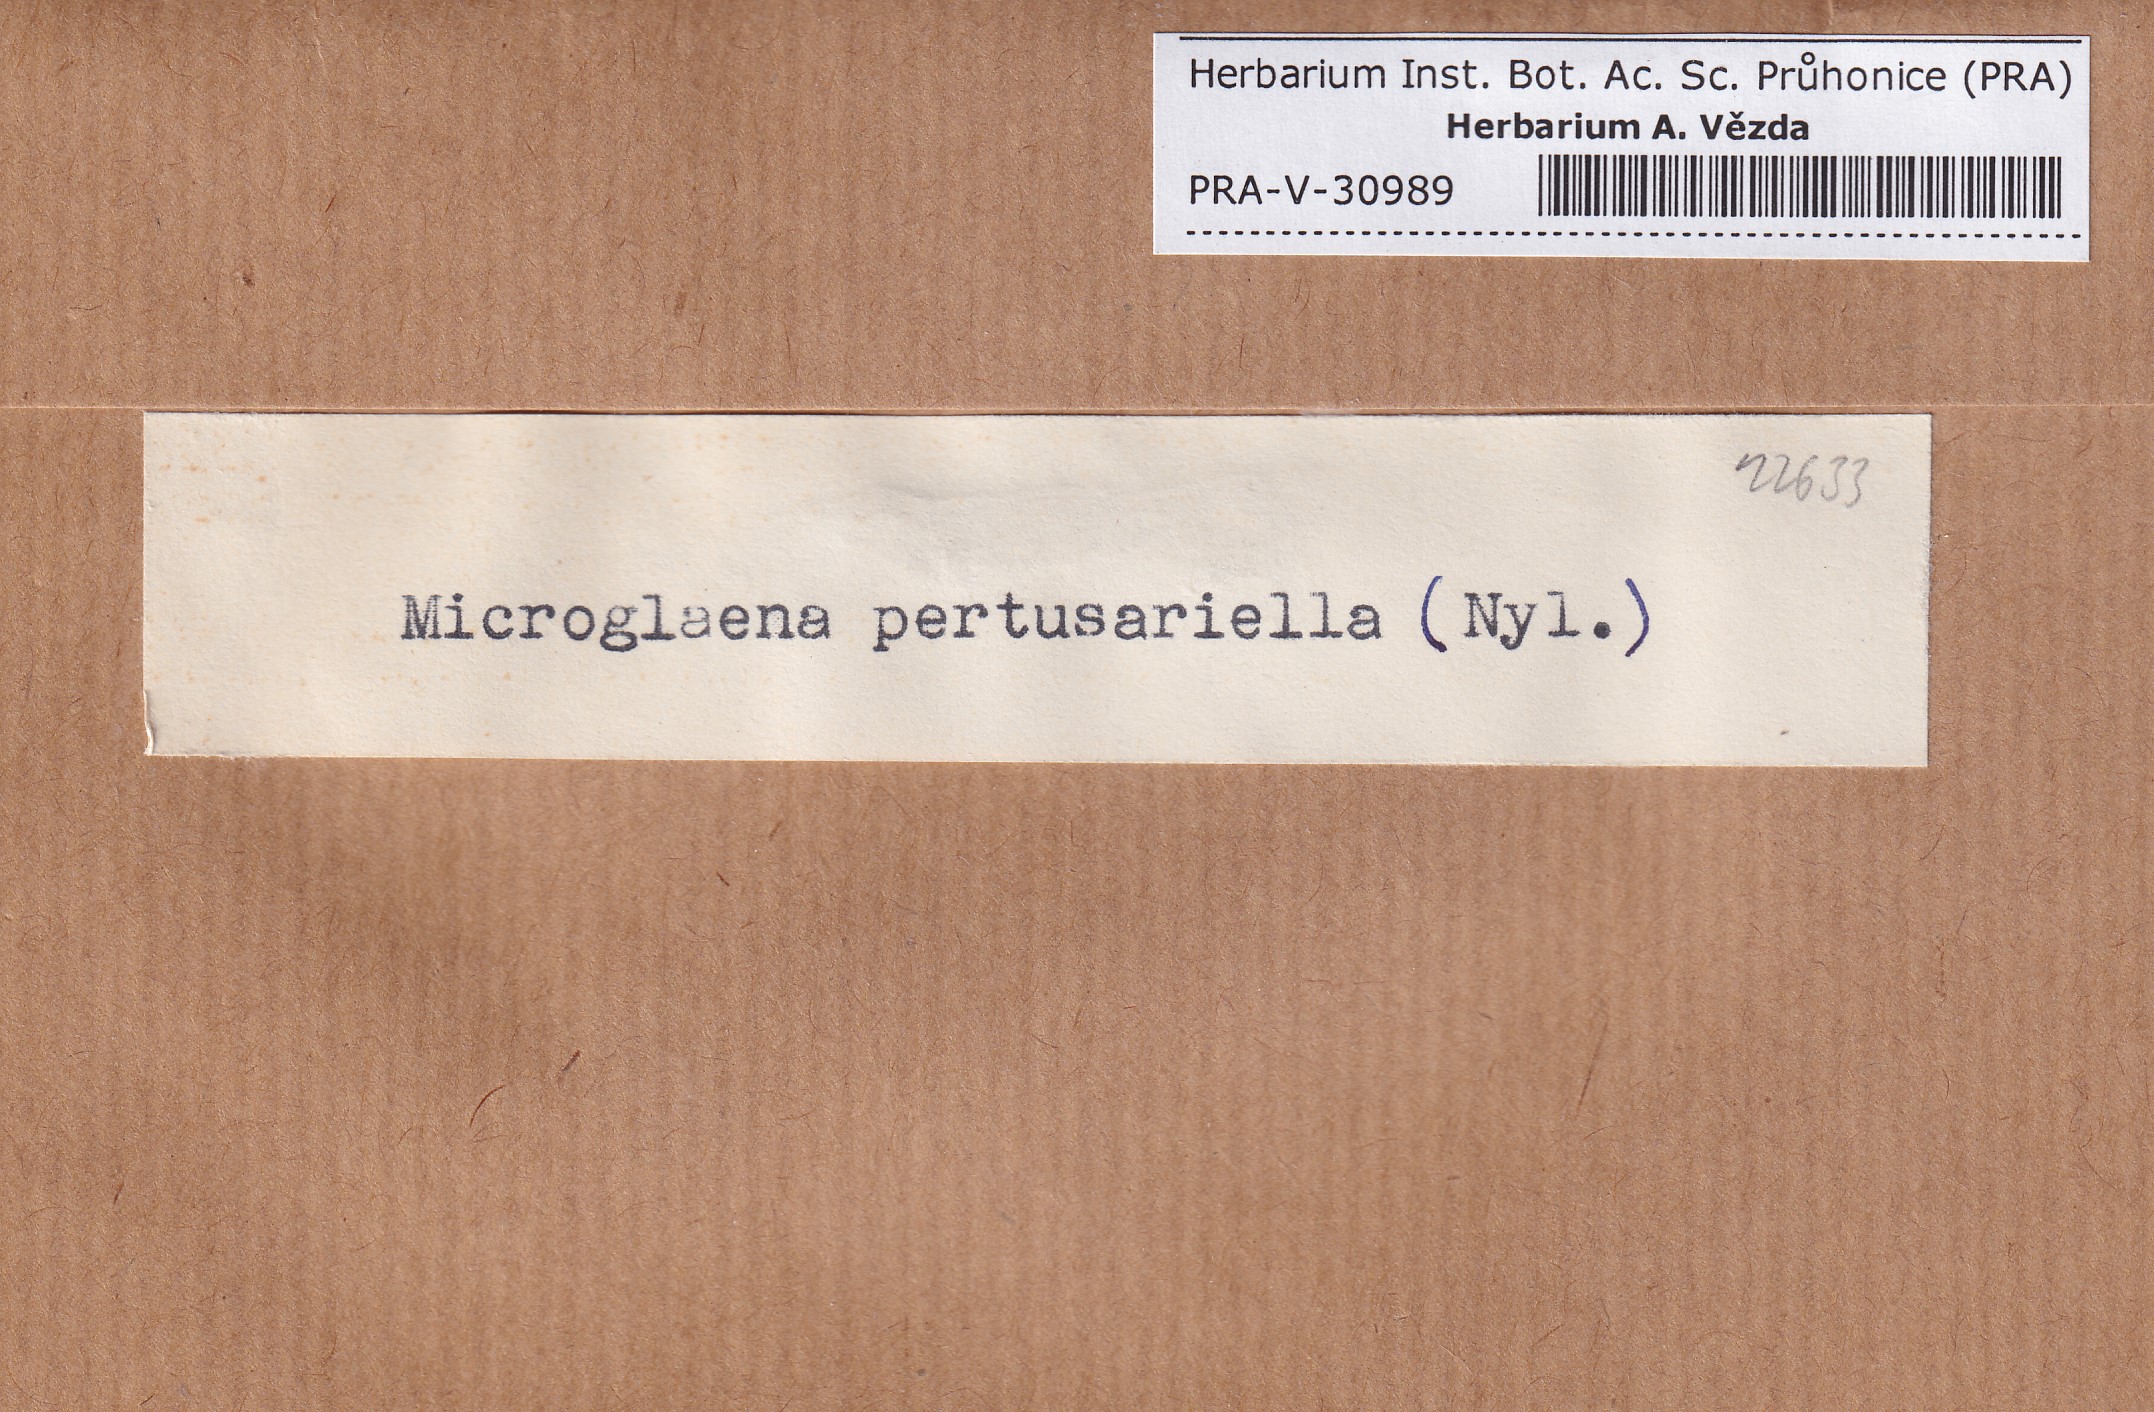 Herbarium Inst. Bot. Ac. Sc. Průhonice (PRA)
Herbarium A. Vězda
PRA-V-30989
22633
Microglaena pertusariella (Nyl.)